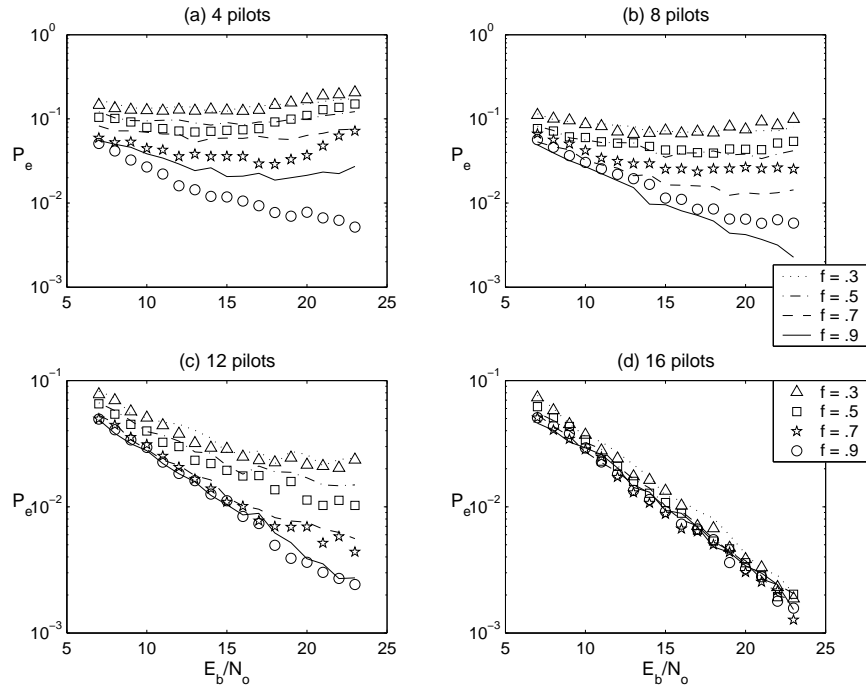 (a) 4 pilots
(b) 8 pilots
10^0
10^-1
10^-2
10^-3
P_e
5 10 15 20 25
10^0
10^-1
10^-2
10^-3
P_e
5 10 15 20 25
f = .3
f = .5
f = .7
f = .9
(c) 12 pilots
(d) 16 pilots
10^-1
10^-2
10^-3
P_e
5 10 15 20 25
E_b/N_o
10^-1
10^-2
10^-3
P_e
5 10 15 20 25
E_b/N_o
f = .3
f = .5
f = .7
f = .9